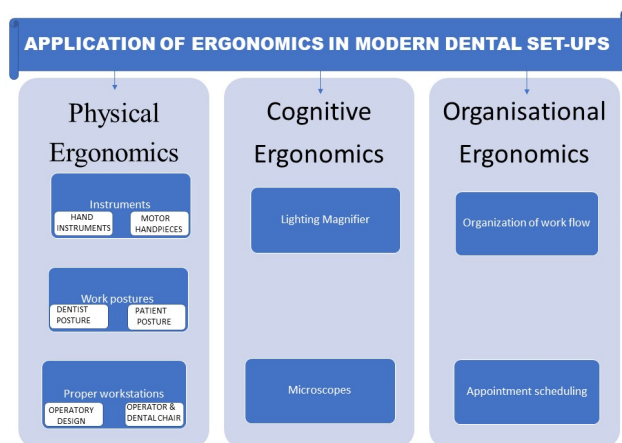 APPLICATION OF ERGONOMICS IN MODERN DENTAL SET-UPS
Physical
Ergonomics
Instruments
HAND
INSTRUMENTS
MOTOR
HANDPIECES
Work postures
DENTIST
POSTURE
PATIENT
POSTURE
Proper workstations
OPERATORY
DESIGN
OPERATOR &
DENTAL CHAIR
Cognitive
Ergonomics
Lighting Magnifier
Microscopes
Organisational
Ergonomics
Organization of work flow
Appointment scheduling